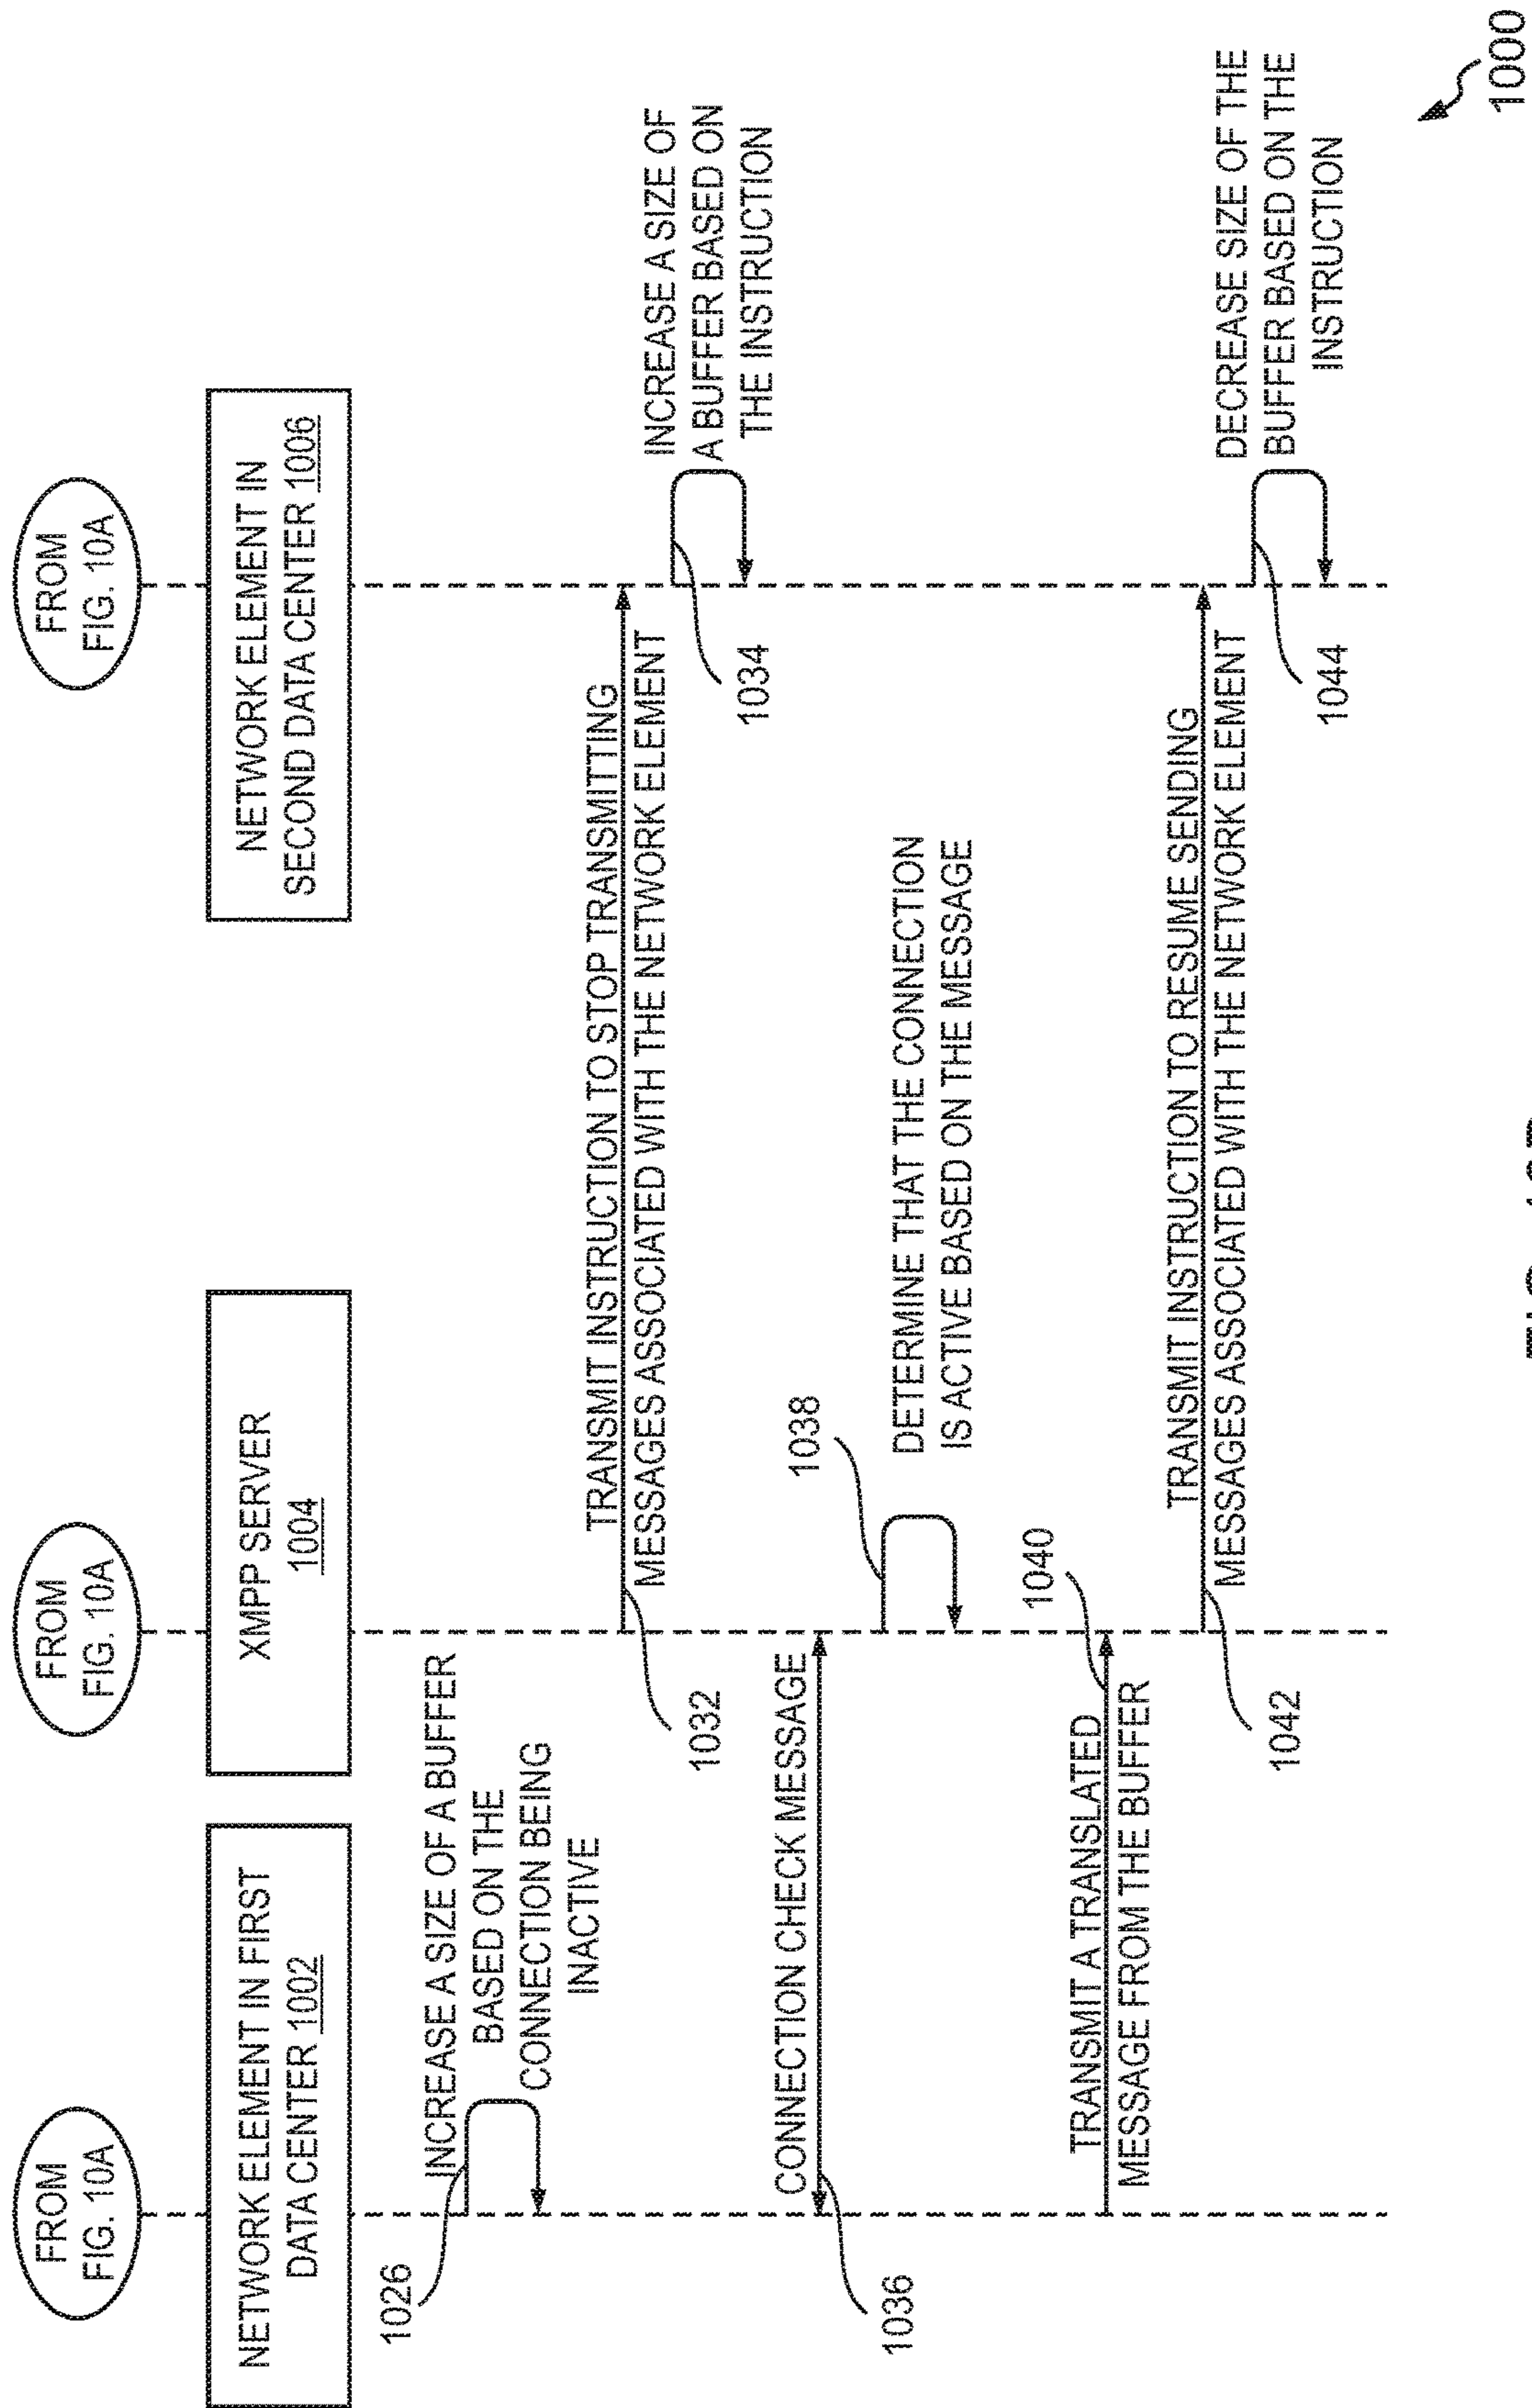 FROM
FIG. 10A
FROM
FIG. 10A
FROM
FIG. 10A
NETWORK ELEMENT IN FIRST
DATA CENTER 1002
XMPP SERVER
1004
NETWORK ELEMENT IN
SECOND DATA CENTER 1006
1026
INCREASE A SIZE OF A BUFFER
BASED ON THE
CONNECTION BEING
INACTIVE
TRANSMIT INSTRUCTION TO STOP TRANSMITTING
MESSAGES ASSOCIATED WITH THE NETWORK ELEMENT
1032
INCREASE A SIZE OF
A BUFFER BASED ON
THE INSTRUCTION
1034
CONNECTION CHECK MESSAGE
1036
1038
DETERMINE THAT THE CONNECTION
IS ACTIVE BASED ON THE MESSAGE
1040
TRANSMIT A TRANSLATED
MESSAGE FROM THE BUFFER
TRANSMIT INSTRUCTION TO RESUME SENDING
MESSAGES ASSOCIATED WITH THE NETWORK ELEMENT
1042
DECREASE SIZE OF THE
BUFFER BASED ON THE
INSTRUCTION
1044
1000